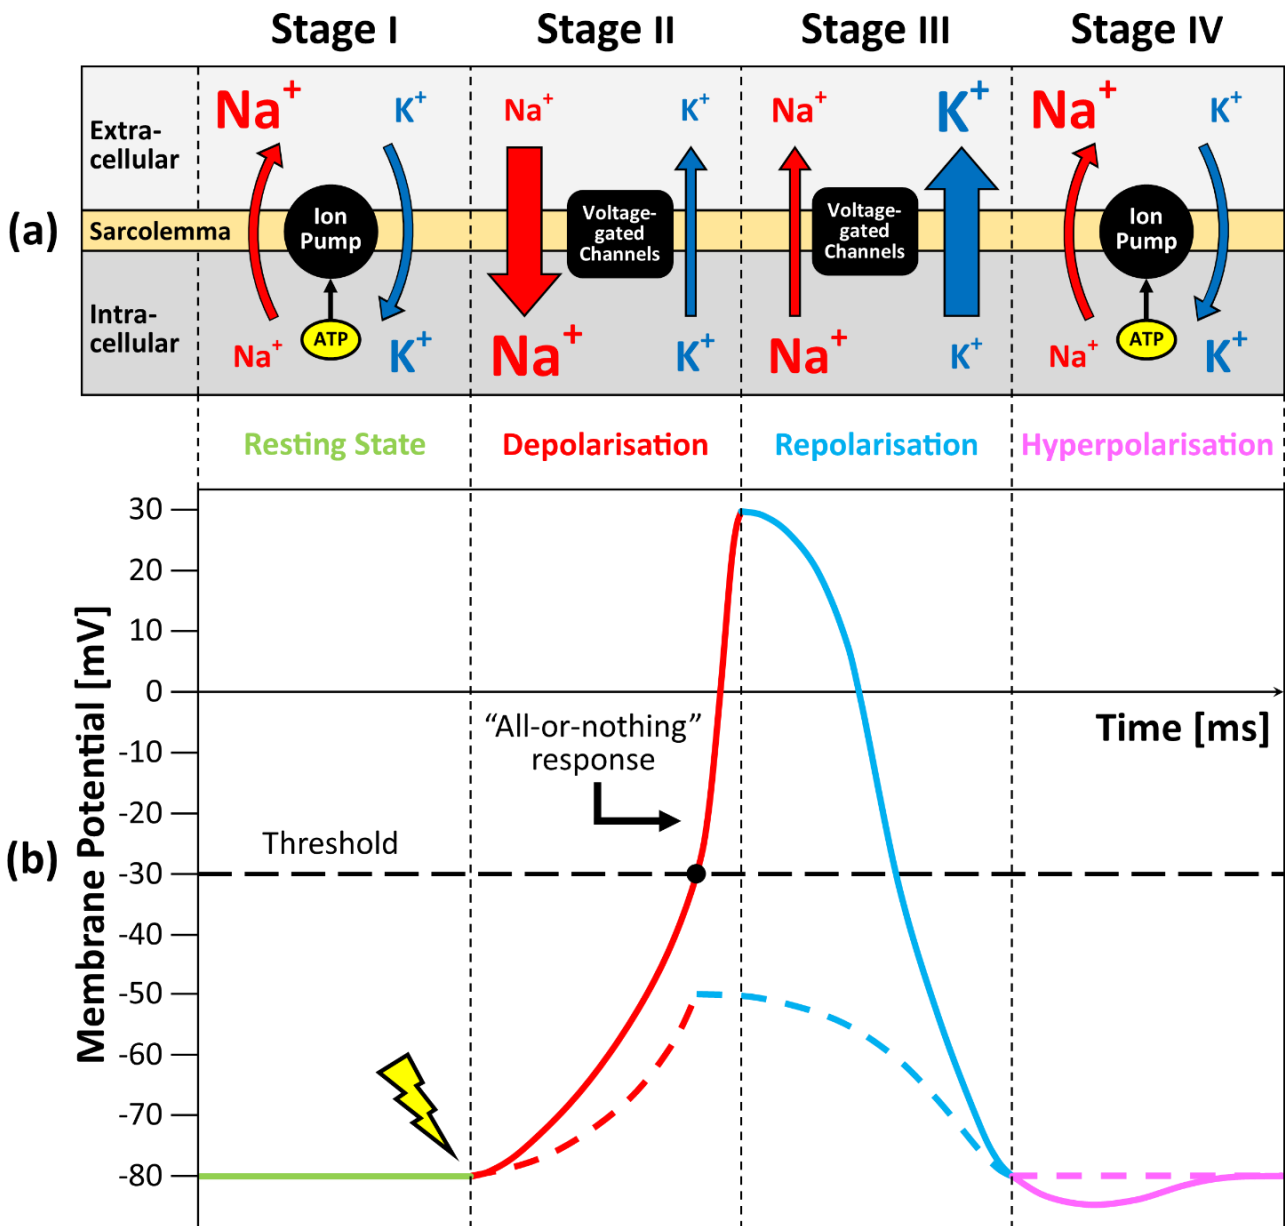 Stage I Stage II Stage III Stage IV
Na⁺ K⁺ Na⁺ K⁺ Na⁺ K⁺ Na⁺ K⁺
Extra-
cellular
(a)
Sarcolemma
Ion
Pump
Voltage-
gated
Channels
Voltage-
gated
Channels
Ion
Pump
Intra-
cellular
Na⁺ ATP K⁺ Na⁺ K⁺ Na⁺ K⁺ Na⁺ ATP K⁺
Resting State Depolarisation Repolarisation Hyperpolarisation
(b)
Membrane Potential [mV]
30
20
10
0
-10
-20
-30
-40
-50
-60
-70
-80
Time [ms]
“All-or-nothing”
response
Threshold